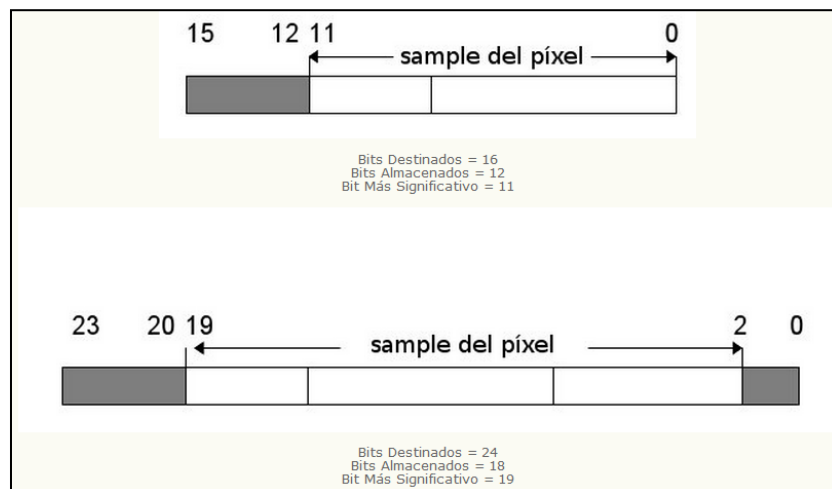 15 12 11 0
sample del píxel
Bits Destinados = 16
Bits Almacenados = 12
Bit Más Significativo = 11
23 20 19 2 0
sample del píxel
Bits Destinados = 24
Bits Almacenados = 18
Bit Más Significativo = 19